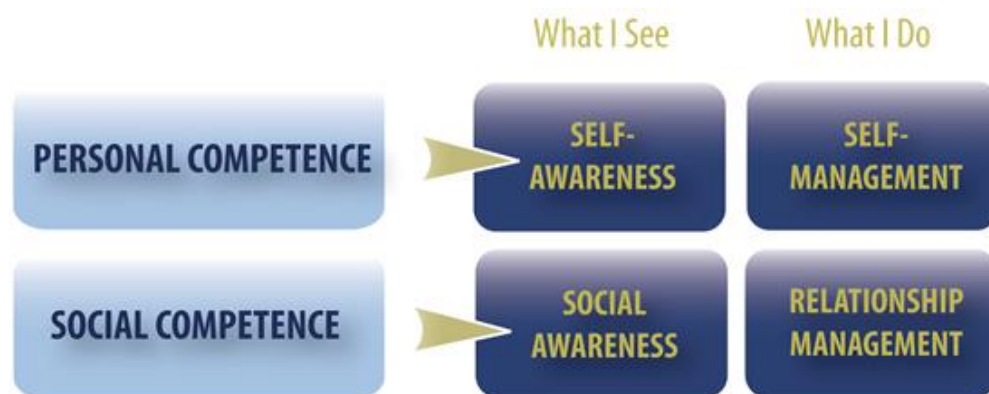 What I See
What I Do
PERSONAL COMPETENCE
SELF-
AWARENESS
SELF-
MANAGEMENT
SOCIAL COMPETENCE
SOCIAL
AWARENESS
RELATIONSHIP
MANAGEMENT